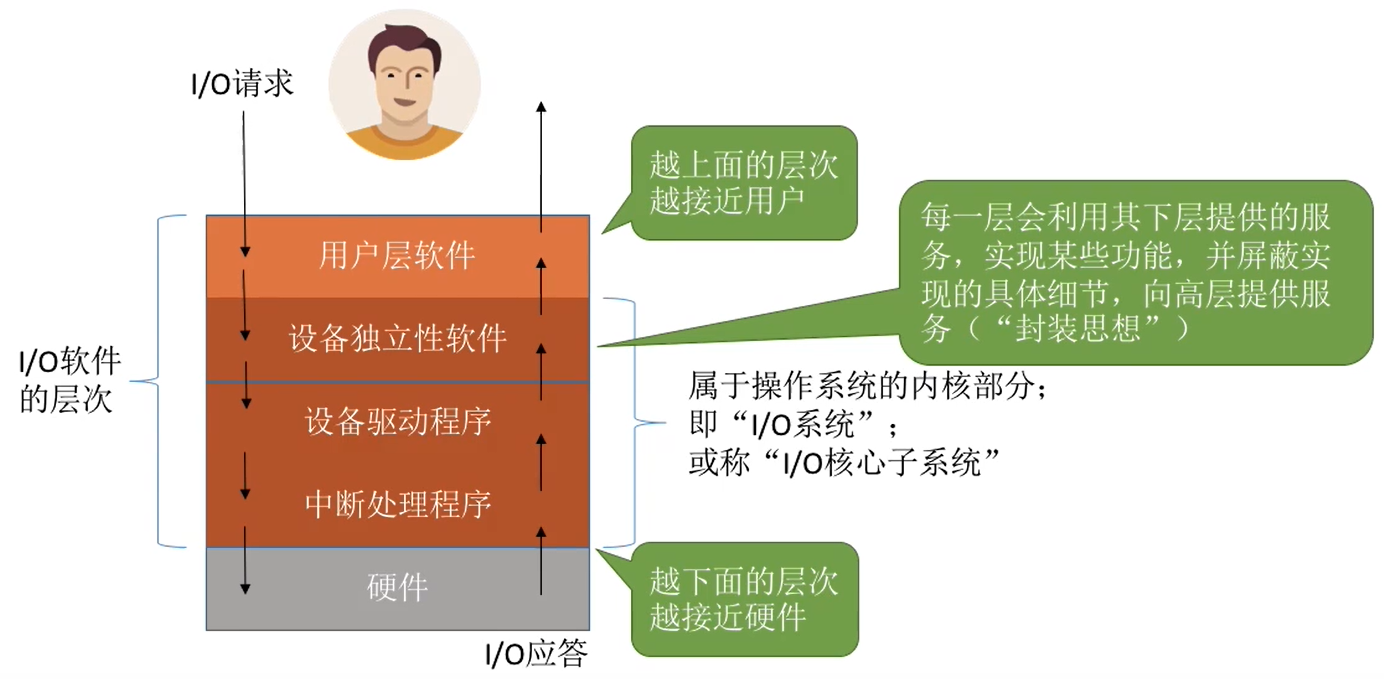 I/O请求
越上面的层次
越接近用户
每一层会利用其下层提供的服
务，实现某些功能，并屏蔽实
现的具体细节，向高层提供服
务（“封装思想”）
用户层软件
设备独立性软件
I/O软件
的层次
设备驱动程序
属于操作系统的内核部分；
即“I/O系统”；
或称“I/O核心子系统”
中断处理程序
越下面的层次
越接近硬件
硬件
I/O应答